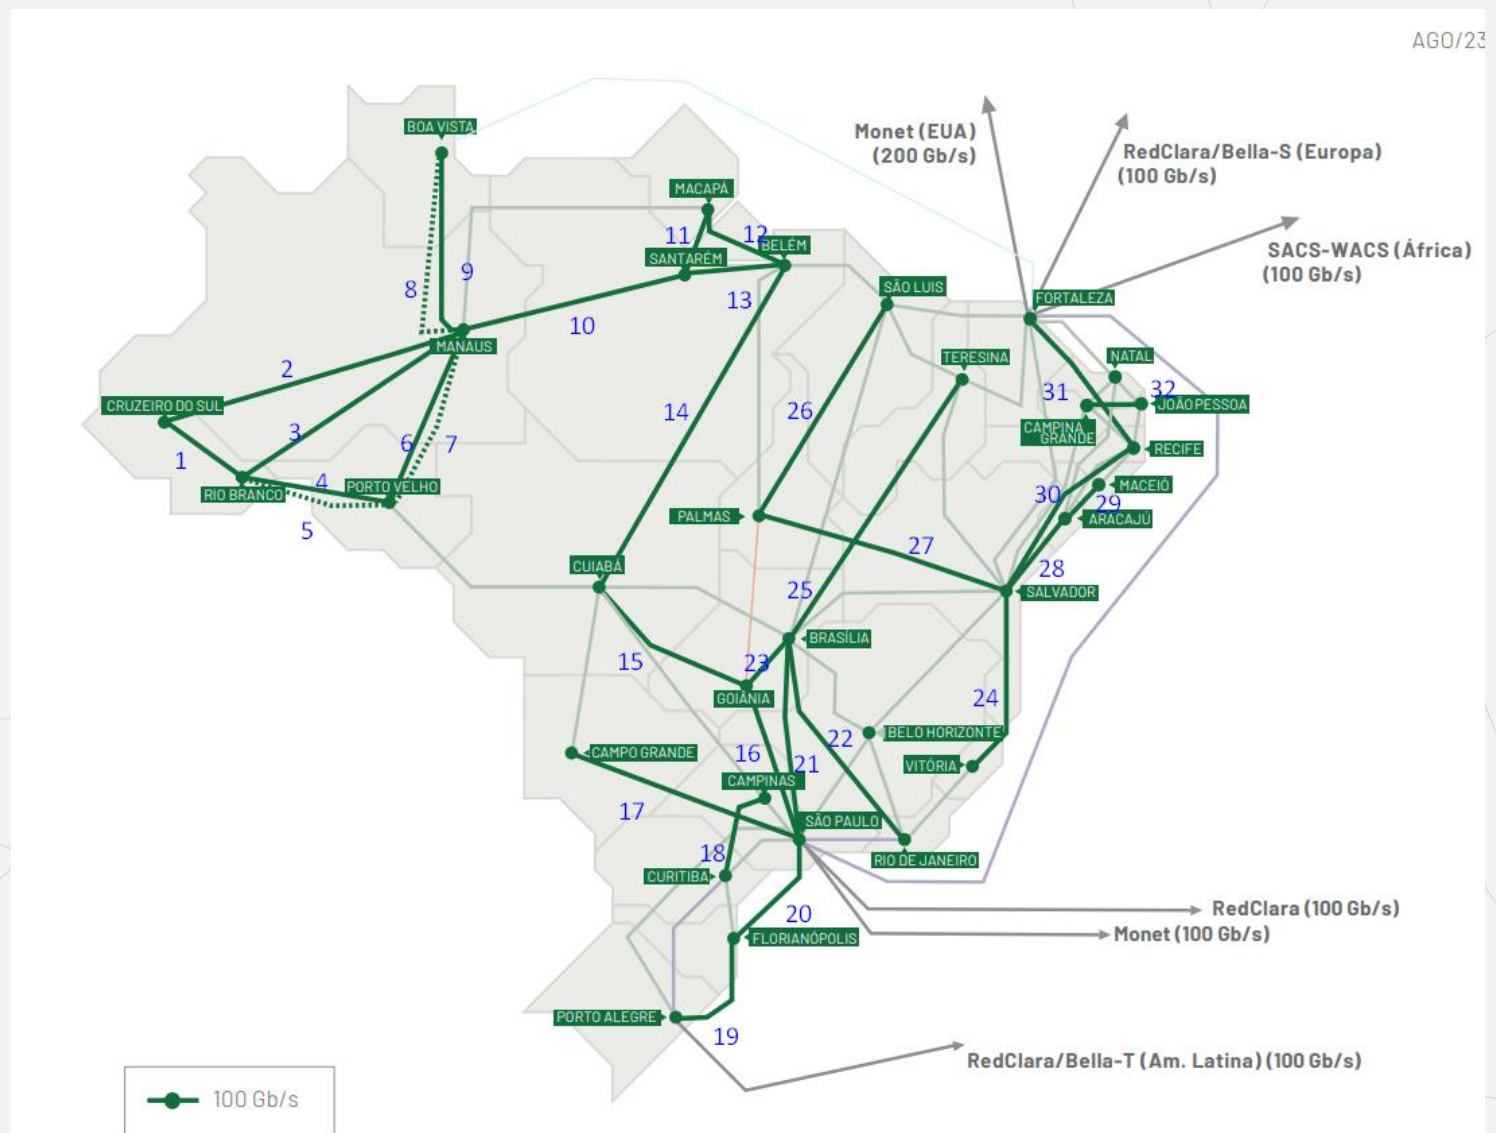 AGO/23
Monet (EUA)
(200 Gb/s)
RedClara/Bella-S (Europa)
(100 Gb/s)
SACS-WACS (África)
(100 Gb/s)
BOA VISTA
MACAPÁ
11
12
BELÉM
SANTARÉM
8
9
13
10
SÃO LUIS
FORTALEZA
MANAUS
TERESINA
NATAL
2
CRUZEIRO DO SUL
3
1
4
5
6
7
RIO BRANCO
PORTO VELHO
14
26
31
32
JOÃO PESSOA
CAMPINA
GRANDE
RECIFE
30
MACEIÓ
29
ARACAJÚ
PALMAS
27
28
CUIABÁ
25
SALVADOR
BRASÍLIA
15
23
GOIÂNIA
24
CAMPO GRANDE
16
21
22
BELO HORIZONTE
VITÓRIA
CAMPINAS
17
SÃO PAULO
18
RIO DE JANEIRO
CURITIBA
20
FLORIANÓPOLIS
RedClara (100 Gb/s)
Monet (100 Gb/s)
PORTO ALEGRE
19
RedClara/Bella-T (Am. Latina) (100 Gb/s)
100 Gb/s